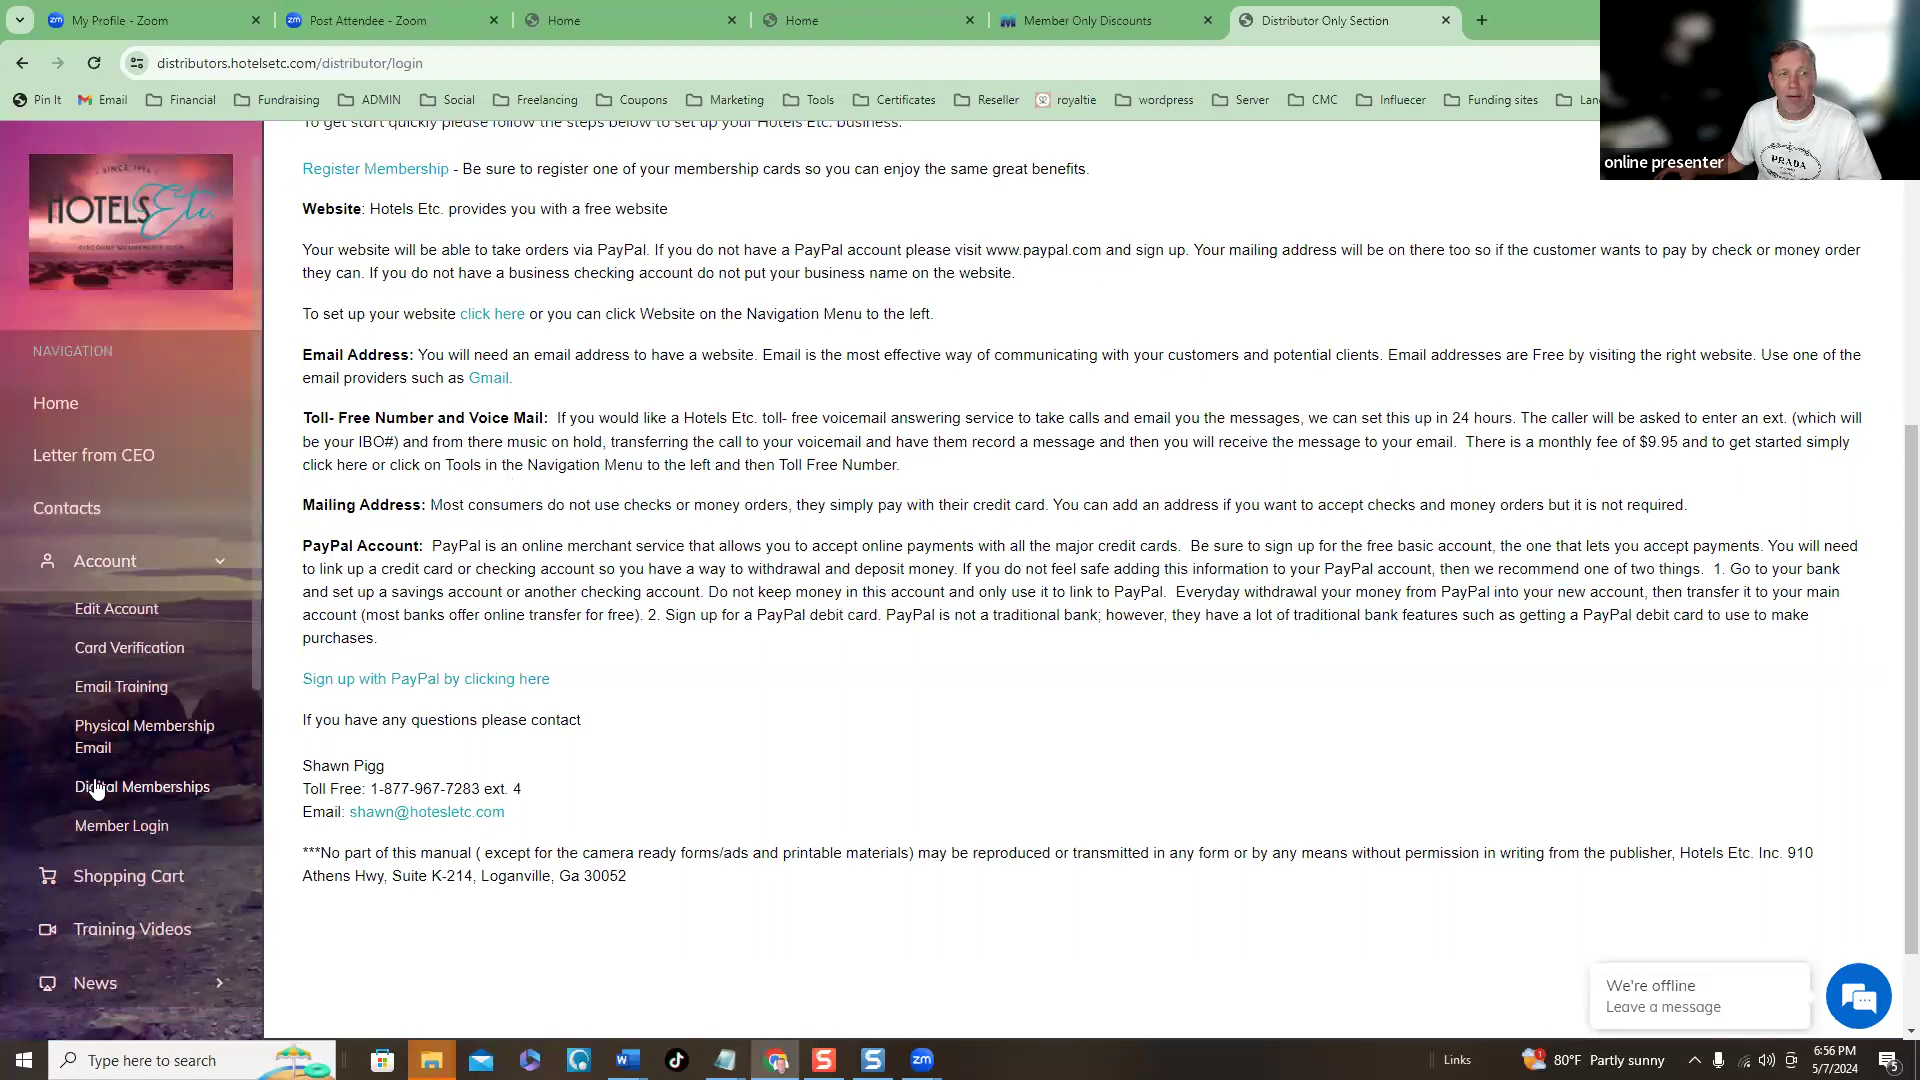 My Profile - Zoom
Post Attendee - Zoom
Home
Home
Member Only Discounts
Distributor Only Section
distributors.hotelsetc.com/distributor/login
Pin It
Email
Financial
Fundraising
ADMIN
Social
Freelancing
Coupons
Marketing
Tools
Certificates
Reseller
royaltie
wordpress
Server
CMC
Influecer
Funding sites
Lan
PRADA
online presenter
SINCE 1994
HOTELS Etc.
DISCOUNT MEMBERSHIP CLUB
NAVIGATION
Home
Letter from CEO
Contacts
Account
Edit Account
Card Verification
Email Training
Physical Membership
Email
Digital Memberships
Member Login
Shopping Cart
Training Videos
News
To get start quickly please follow the steps below to set up your Hotels Etc. business.
Register Membership - Be sure to register one of your membership cards so you can enjoy the same great benefits.
Website: Hotels Etc. provides you with a free website
Your website will be able to take orders via PayPal. If you do not have a PayPal account please visit www.paypal.com and sign up. Your mailing address will be on there too so if the customer wants to pay by check or money order
they can. If you do not have a business checking account do not put your business name on the website.
To set up your website click here or you can click Website on the Navigation Menu to the left.
Email Address: You will need an email address to have a website. Email is the most effective way of communicating with your customers and potential clients. Email addresses are Free by visiting the right website. Use one of the
email providers such as Gmail.
Toll- Free Number and Voice Mail: If you would like a Hotels Etc. toll- free voicemail answering service to take calls and email you the messages, we can set this up in 24 hours. The caller will be asked to enter an ext. (which will
be your IBO#) and from there music on hold, transferring the call to your voicemail and have them record a message and then you will receive the message to your email. There is a monthly fee of $9.95 and to get started simply
click here or click on Tools in the Navigation Menu to the left and then Toll Free Number.
Mailing Address: Most consumers do not use checks or money orders, they simply pay with their credit card. You can add an address if you want to accept checks and money orders but it is not required.
PayPal Account: PayPal is an online merchant service that allows you to accept online payments with all the major credit cards. Be sure to sign up for the free basic account, the one that lets you accept payments. You will need
to link up a credit card or checking account so you have a way to withdrawal and deposit money. If you do not feel safe adding this information to your PayPal account, then we recommend one of two things. 1. Go to your bank
and set up a savings account or another checking account. Do not keep money in this account and only use it to link to PayPal. Everyday withdrawal your money from PayPal into your new account, then transfer it to your main
account (most banks offer online transfer for free). 2. Sign up for a PayPal debit card. PayPal is not a traditional bank; however, they have a lot of traditional bank features such as getting a PayPal debit card to use to make
purchases.
Sign up with PayPal by clicking here
If you have any questions please contact
Shawn Pigg
Toll Free: 1-877-967-7283 ext. 4
Email: shawn@hotesletc.com
***No part of this manual ( except for the camera ready forms/ads and printable materials) may be reproduced or transmitted in any form or by any means without permission in writing from the publisher, Hotels Etc. Inc. 910
Athens Hwy, Suite K-214, Loganville, Ga 30052
We're offline
Leave a message
Type here to search
Links
80°F Partly sunny
6:56 PM
5/7/2024
5